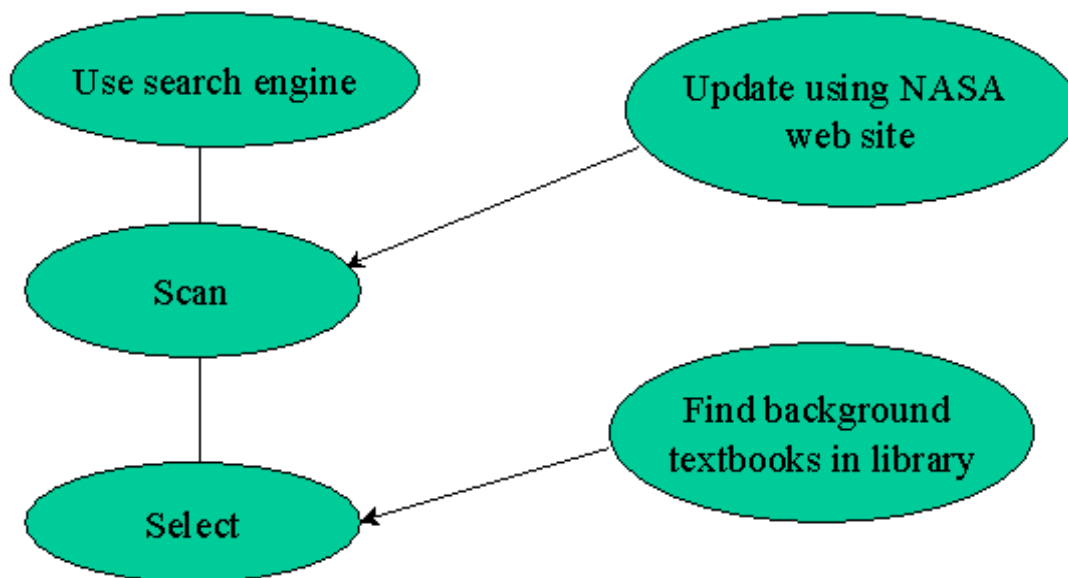 Use search engine
Update using NASA
web site
Scan
Find background
textbooks in library
Select